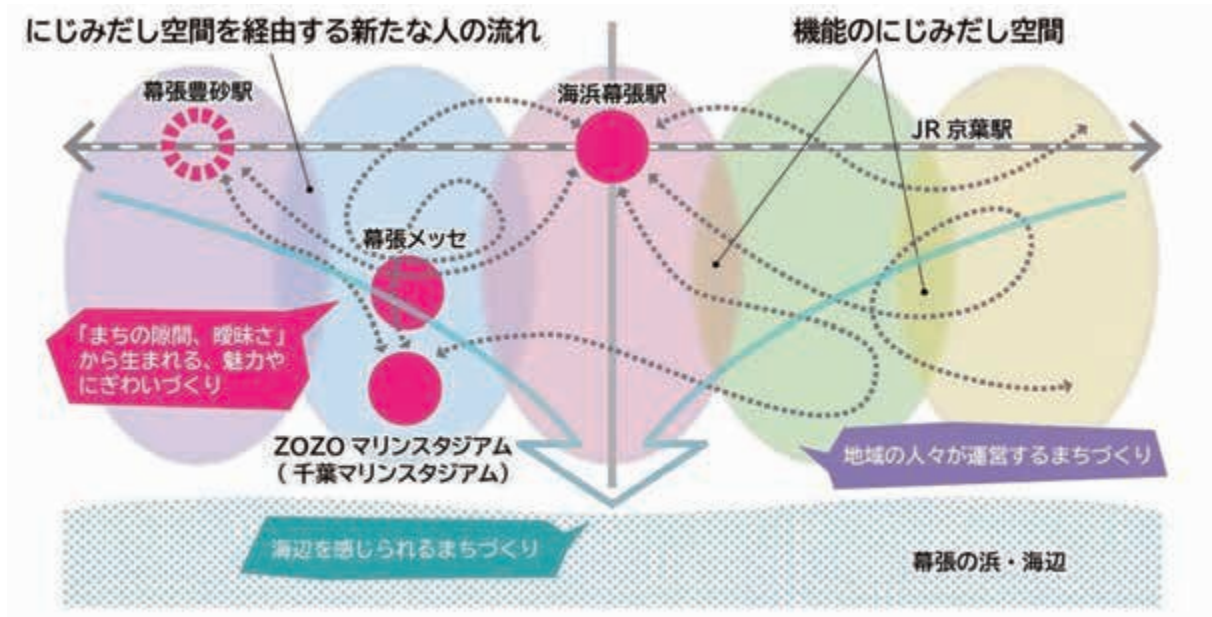 にじみだし空間を経由する新たな人の流れ
機能のにじみだし空間
幕張豊砂駅
海浜幕張駅
JR 京葉駅
幕張メッセ
「まちの隙間、曖昧さ」
から生まれる、魅力や
にぎわいづくり
ZOZO マリンスタジアム
( 千葉マリンスタジアム)
地域の人々が運営するまちづくり
海辺を感じられるまちづくり
幕張の浜・海辺